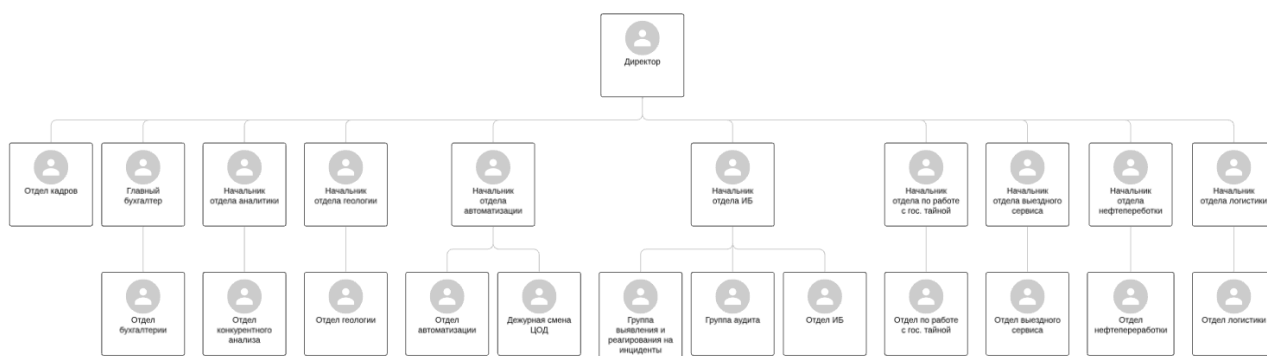 Директор
Отдел кадров
Главный
бухгалтер
Начальник
отдела аналитики
Начальник
отдела геологии
Начальник
отдела
автоматизации
Начальник
отдела ИБ
Начальник
отдела по работе
с гос. тайной
Начальник
отдела выездного
сервиса
Начальник
отдела
нефтепереботки
Начальник
отдела логистики
Отдел
бухгалтерии
Отдел
конкурентного
анализа
Отдел геологии
Отдел
автоматизации
Дежурная смена
ЦОД
Группа
выявления и
реагирования на
инциденты
Группа аудита
Отдел ИБ
Отдел по работе
с гос. тайной
Отдел выездного
сервиса
Отдел
нефтепереработки
Отдел логистики